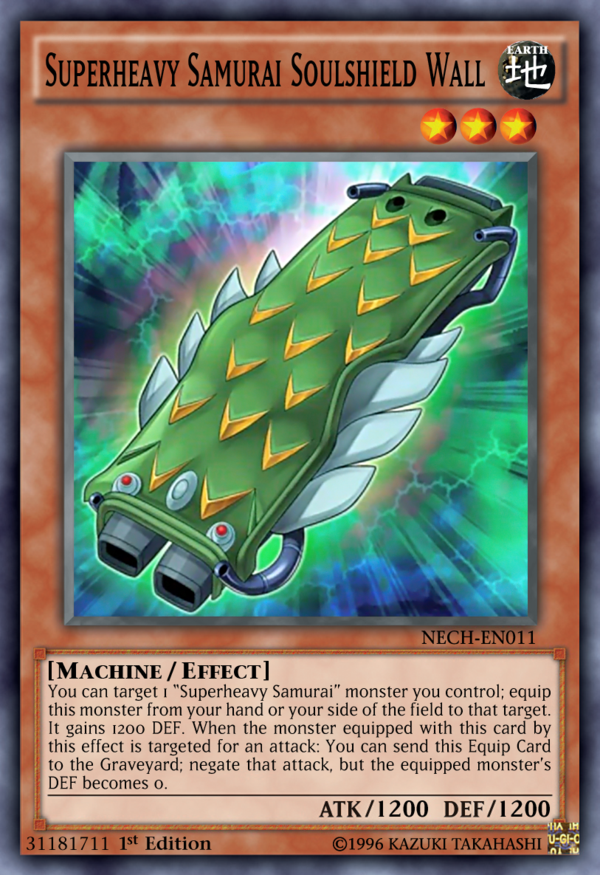 Superheavy Samurai Soulshield Wall
EARTH
地
NECH-EN011
[Machine / Effect]
You can target 1 "Superheavy Samurai" monster you control; equip
this monster from your hand or your side of the field to that target.
It gains 1200 DEF. When the monster equipped with this card by
this effect is targeted for an attack: You can send this Equip Card
to the Graveyard; negate that attack, but the equipped monster's
DEF becomes 0.
ATK/1200 DEF/1200
31181711 1st Edition ©1996 KAZUKI TAKAHASHI